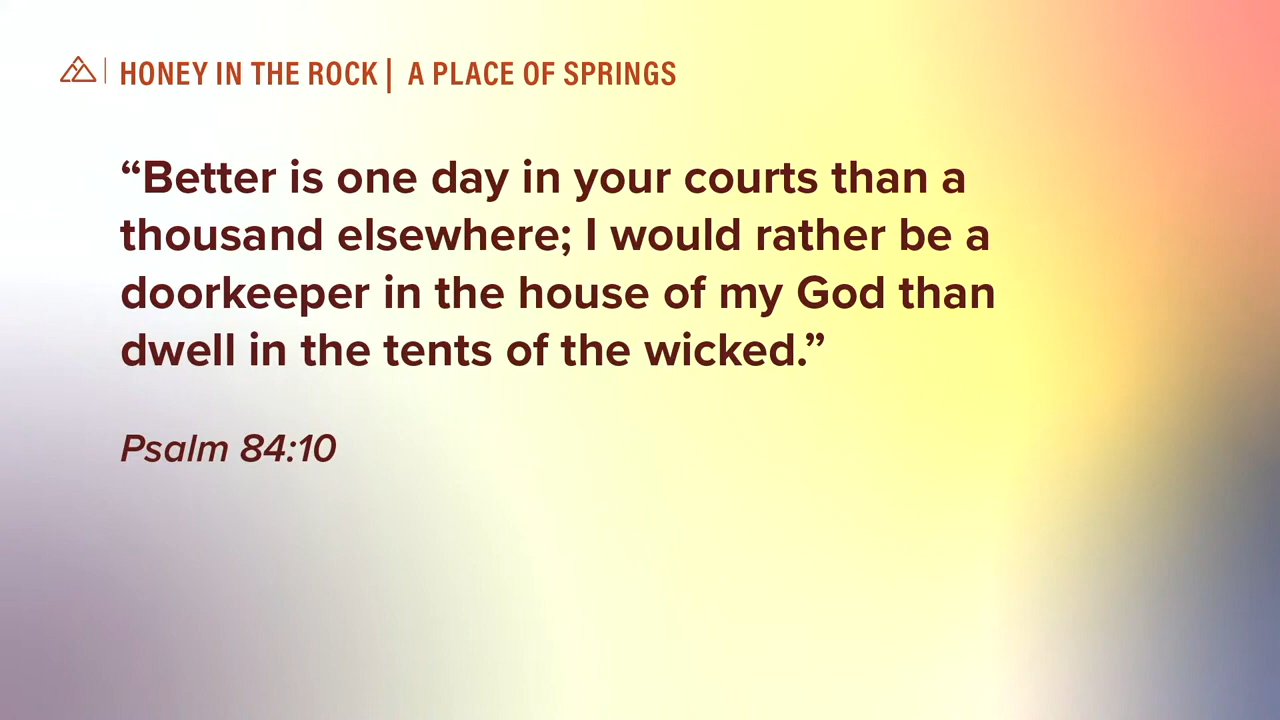 HONEY IN THE ROCK | A PLACE OF SPRINGS
“Better is one day in your courts than a
thousand elsewhere; I would rather be a
doorkeeper in the house of my God than
dwell in the tents of the wicked.”
Psalm 84:10